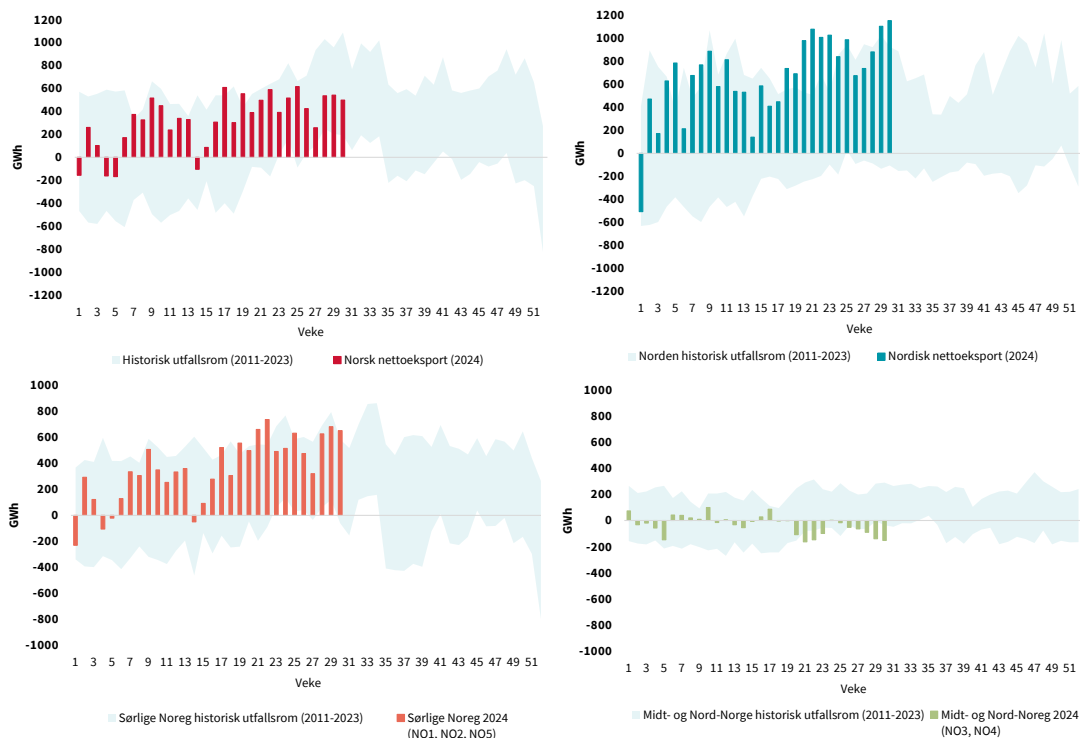 1200
1000
800
600
400
200
0
-200
-400
-600
-800
-1000
-1200
GWh
1 3 5 7 9 11 13 15 17 19 21 23 25 27 29 31 33 35 37 39 41 43 45 47 49 51
Veke
Historisk utfallsrom (2011-2023) Norsk nettoeksport (2024)
1200
1000
800
600
400
200
0
-200
-400
-600
-800
-1000
-1200
GWh
1 3 5 7 9 11 13 15 17 19 21 23 25 27 29 31 33 35 37 39 41 43 45 47 49 51
Veke
Norden historisk utfallsrom (2011-2023) Nordisk nettoeksport (2024)
1000
800
600
400
200
0
-200
-400
-600
-800
-1000
GWh
1 3 5 7 9 11 13 15 17 19 21 23 25 27 29 31 33 35 37 39 41 43 45 47 49 51
Veke
Sørlige Noreg historisk utfallsrom (2011-2023) Sørlige Noreg 2024
(NO1, NO2, NO5)
1000
800
600
400
200
0
-200
-400
-600
-800
-1000
GWh
1 3 5 7 9 11 13 15 17 19 21 23 25 27 29 31 33 35 37 39 41 43 45 47 49 51
Veke
Midt- og Nord-Norge historisk utfallsrom (2011-2023) Midt- og Nord-Noreg 2024
(NO3, NO4)